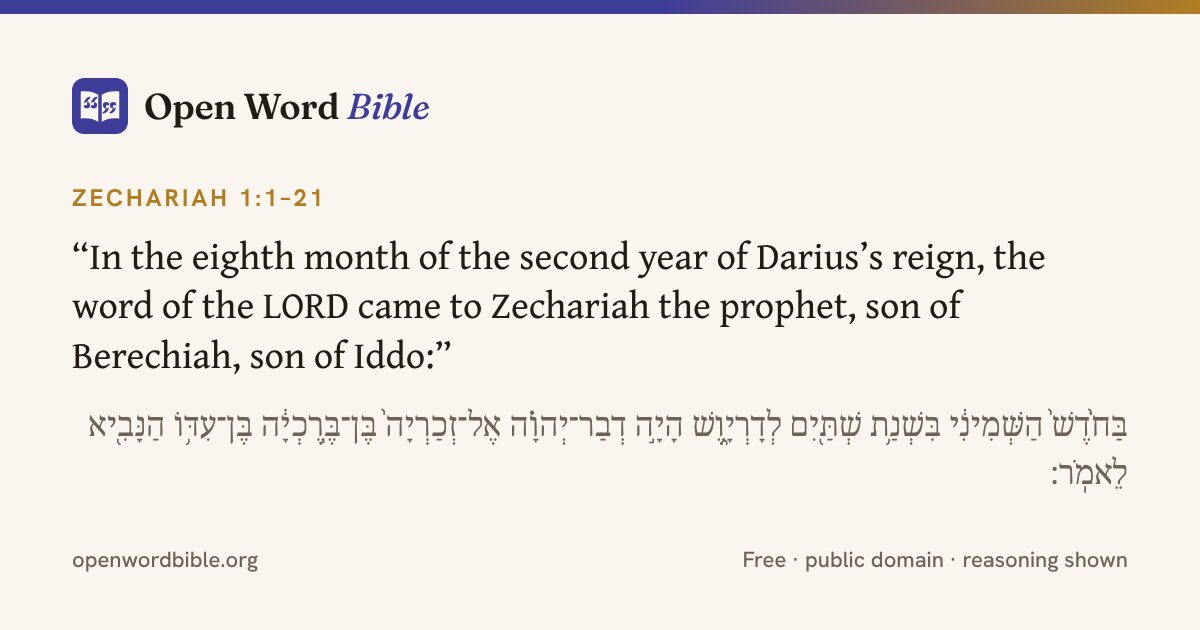 Open Word Bible
ZECHARIAH 1:1–21
“In the eighth month of the second year of Darius’s reign, the
word of the LORD came to Zechariah the prophet, son of
Berechiah, son of Iddo:”
בַּחֹ֙דֶשׁ֙ הַשְּׁמִינִ֔י בִּשְׁנַ֥ת שְׁתַּ֖יִם לְדָרְיָ֑וֶשׁ הָיָ֣ה דְבַר־יְהוָ֗ה אֶל־זְכַרְיָה֙ בֶּן־בֶּ֣רֶכְיָ֔ה בֶּן־עִדּ֥וֹ הַנָּבִ֖יא
לֵאמֹֽר׃
openwordbible.org
Free · public domain · reasoning shown